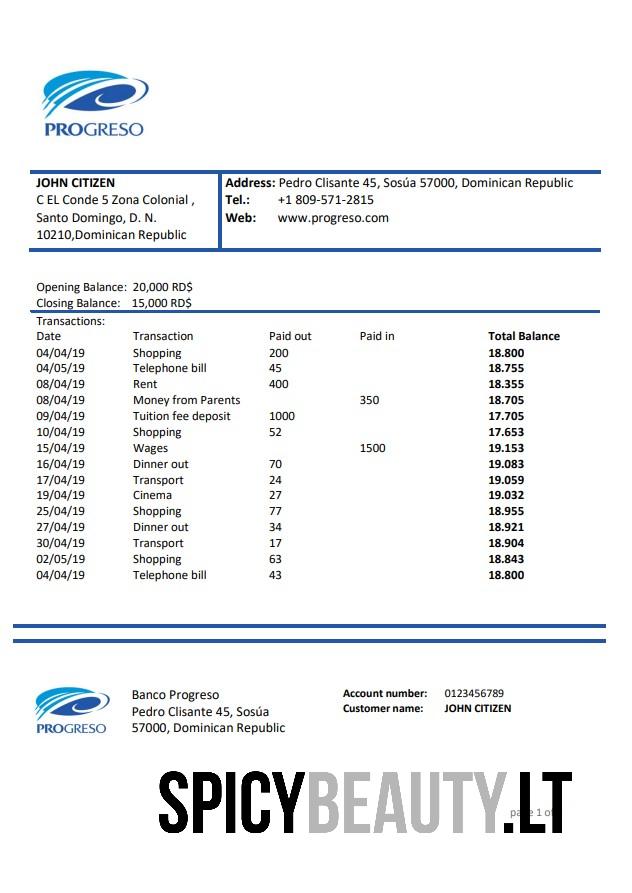 PROGRESO
JOHN CITIZEN
C EL Conde 5 Zona Colonial ,
Santo Domingo, D. N.
10210,Dominican Republic
Address: Pedro Clisante 45, Sosúa 57000, Dominican Republic
Tel.: +1 809-571-2815
Web: www.progreso.com
Opening Balance: 20,000 RD$
Closing Balance: 15,000 RD$
Transactions:
Date Transaction Paid out Paid in Total Balance
04/04/19 Shopping 200 18.800
04/05/19 Telephone bill 45 18.755
08/04/19 Rent 400 18.355
08/04/19 Money from Parents 350 18.705
09/04/19 Tuition fee deposit 1000 17.705
10/04/19 Shopping 52 17.653
15/04/19 Wages 1500 19.153
16/04/19 Dinner out 70 19.083
17/04/19 Transport 24 19.059
19/04/19 Cinema 27 19.032
25/04/19 Shopping 77 18.955
27/04/19 Dinner out 34 18.921
30/04/19 Transport 17 18.904
02/05/19 Shopping 63 18.843
04/04/19 Telephone bill 43 18.800
PROGRESO
Banco Progreso
Pedro Clisante 45, Sosúa
57000, Dominican Republic
Account number: 0123456789
Customer name: JOHN CITIZEN
SPICYBEAUTY.LT